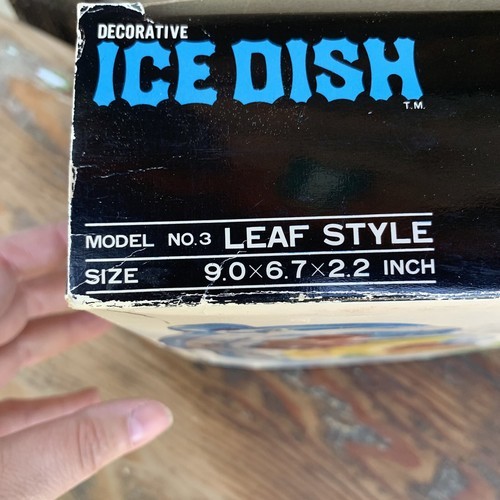 DECORATIVE
ICE DISH
T.M.
MODEL NO.3 LEAF STYLE
SIZE 9.0×6.7×2.2 INCH